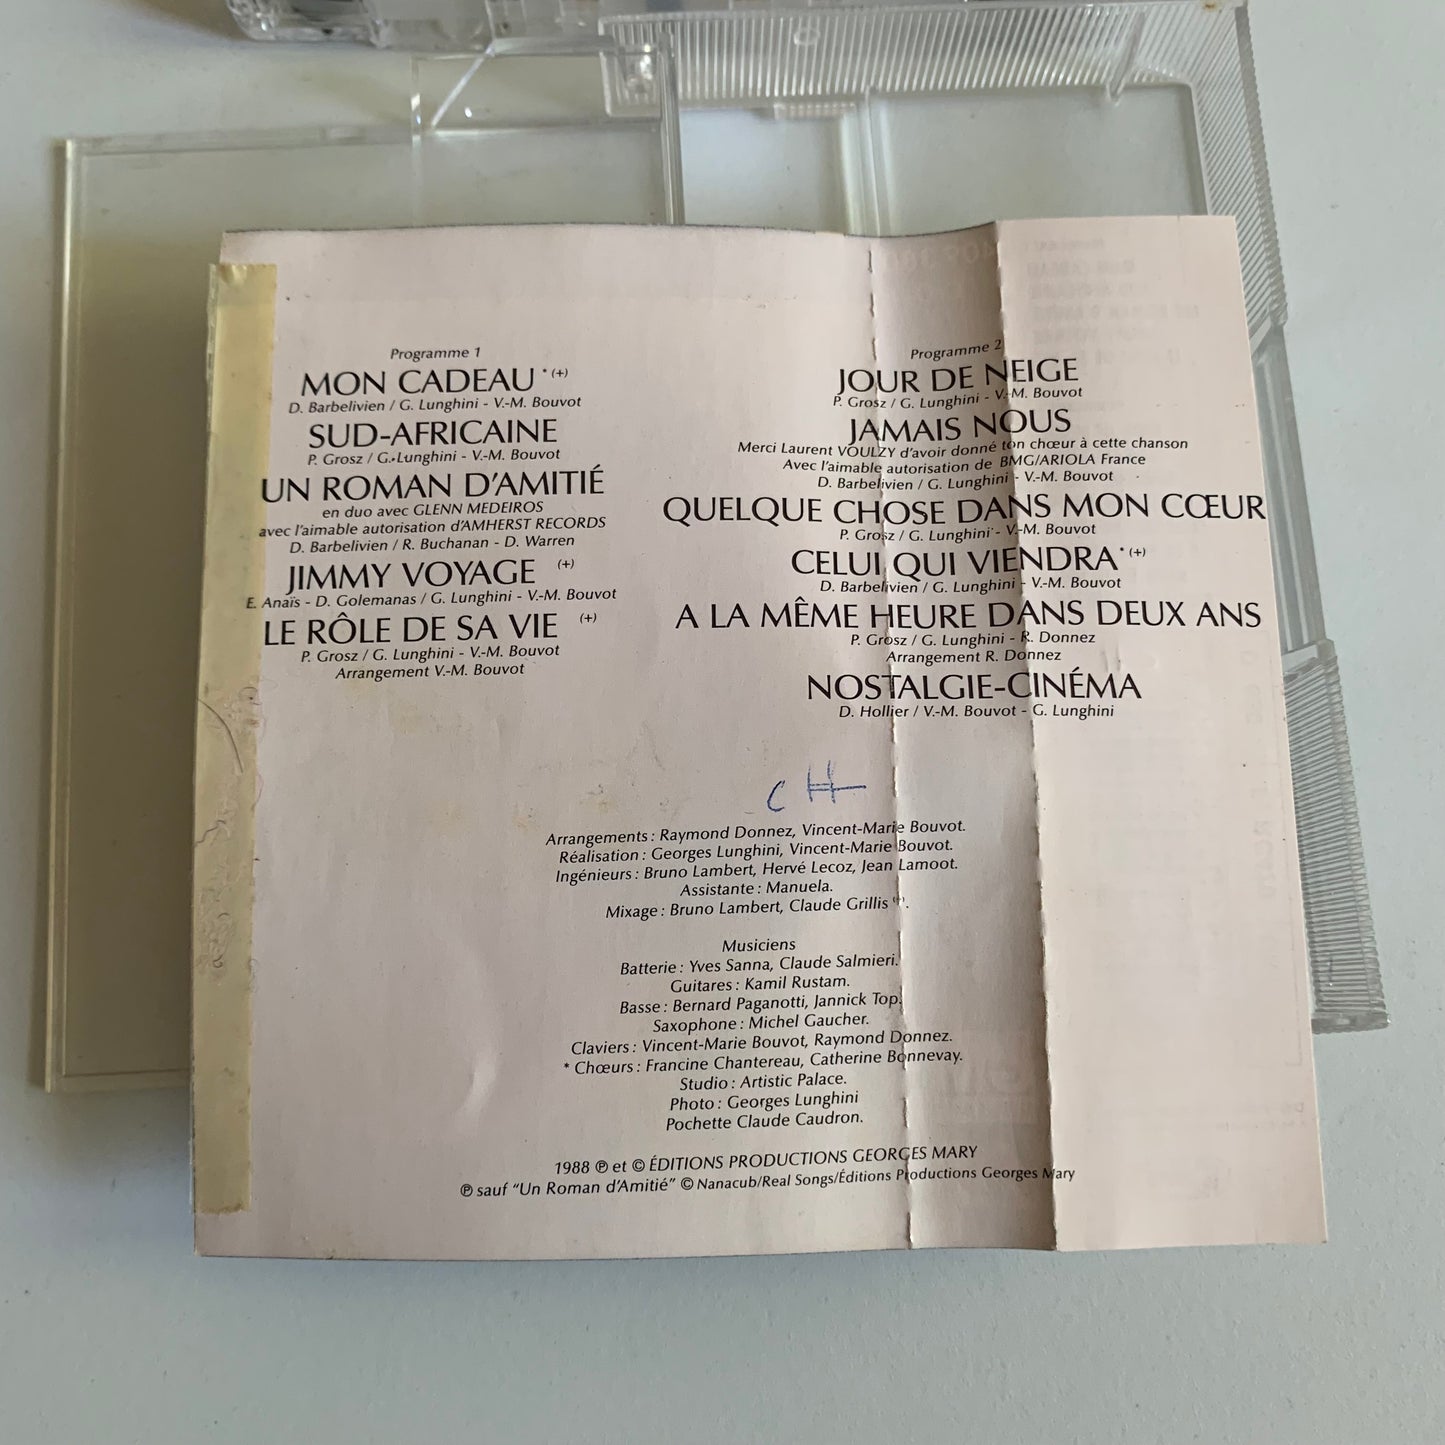 Programme 1
MON CADEAU * (+)
D. Barbelivien / G. Lunghini - V.-M. Bouvot
SUD-AFRICAINE
P. Grosz / G. Lunghini - V.-M. Bouvot
UN ROMAN D'AMITIÉ
en duo avec GLENN MEDEIROS
avec l'aimable autorisation d'AMHERST RECORDS
D. Barbelivien / R. Buchanan - D. Warren
JIMMY VOYAGE (+)
E. Anaïs - D. Golemanas / G. Lunghini - V.-M. Bouvot
LE RÔLE DE SA VIE (+)
P. Grosz / G. Lunghini - V.-M. Bouvot
Arrangement V.-M. Bouvot
Programme 2
JOUR DE NEIGE
P. Grosz / G. Lunghini - V.-M. Bouvot
JAMAIS NOUS
Merci Laurent VOULZY d'avoir donné ton chœur à cette chanson
Avec l'aimable autorisation de BMG/ARIOLA France
D. Barbelivien / G. Lunghini - V.-M. Bouvot
QUELQUE CHOSE DANS MON CŒUR
P. Grosz / G. Lunghini - V.-M. Bouvot
CELUI QUI VIENDRA * (+)
D. Barbelivien / G. Lunghini - V.-M. Bouvot
A LA MÊME HEURE DANS DEUX ANS
P. Grosz / G. Lunghini - R. Donnez
Arrangement R. Donnez
NOSTALGIE-CINÉMA
D. Hollier / V.-M. Bouvot - G. Lunghini
Arrangements : Raymond Donnez, Vincent-Marie Bouvot.
Réalisation : Georges Lunghini, Vincent-Marie Bouvot.
Ingénieurs : Bruno Lambert, Hervé Lecoz, Jean Lamoot.
Assistante : Manuela.
Mixage : Bruno Lambert, Claude Grillis (+).
Musiciens
Batterie : Yves Sanna, Claude Salmieri.
Guitares : Kamil Rustam.
Basse : Bernard Paganotti, Jannick Top.
Saxophone : Michel Gaucher.
Claviers : Vincent-Marie Bouvot, Raymond Donnez.
* Chœurs : Francine Chantereau, Catherine Bonnevay.
Studio : Artistic Palace.
Photo : Georges Lunghini
Pochette Claude Caudron.
1988 ℗ et © ÉDITIONS PRODUCTIONS GEORGES MARY
℗ sauf "Un Roman d'Amitié" © Nanacub/Real Songs/Éditions Productions Georges Mary